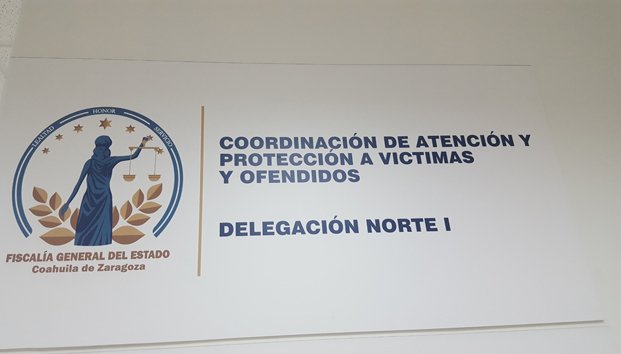 LEALTAD HONOR SERVICIO
FISCALÍA GENERAL DEL ESTADO
Coahuila de Zaragoza
COORDINACIÓN DE ATENCIÓN Y
PROTECCIÓN A VICTIMAS
Y OFENDIDOS
DELEGACIÓN NORTE I